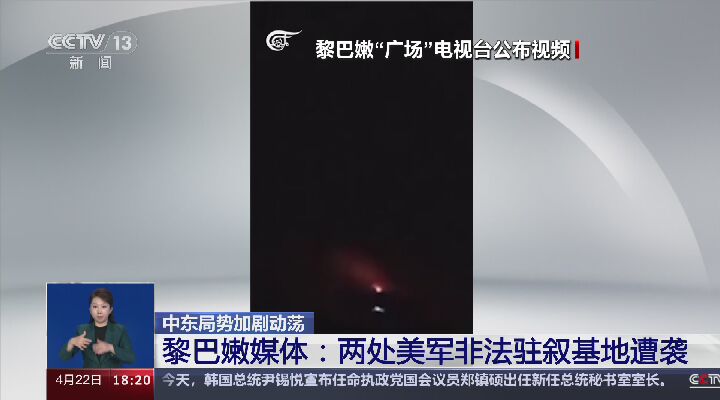 CCTV 13
新闻
黎巴嫩“广场”电视台公布视频
中东局势加剧动荡
黎巴嫩媒体：两处美军非法驻叙基地遭袭
4月22日 18:20 今天，韩国总统尹锡悦宣布任命执政党国会议员郑镇硕出任新任总统秘书室室长。 CCTV